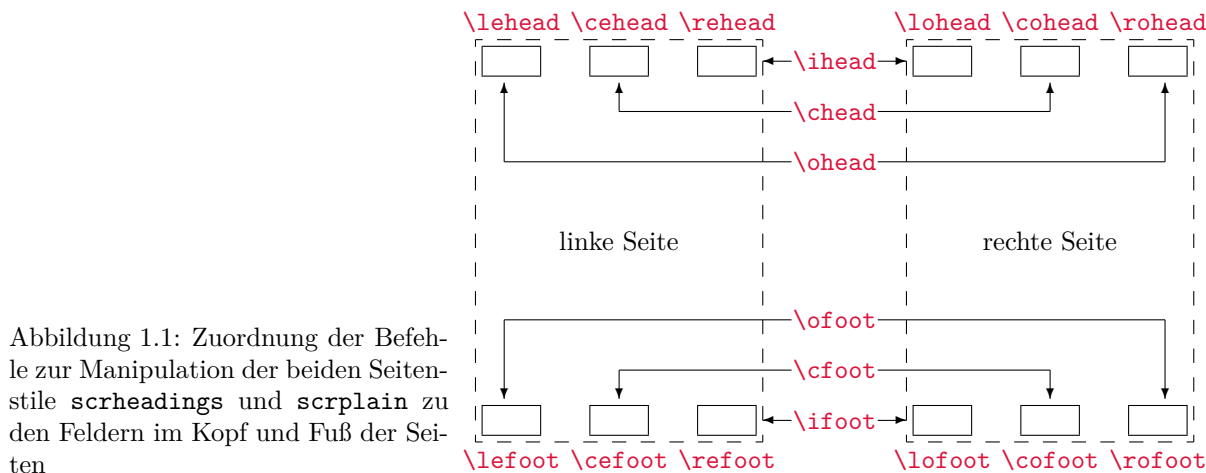 \lehead \cehead \rehead \lohead \cohead \rohead
\ihead
\chead
\ohead
linke Seite rechte Seite
\ofoot
\cfoot
\ifoot
\lefoot \cefoot \refoot \lofoot \cofoot \rofoot
Abbildung 1.1: Zuordnung der Befeh-
le zur Manipulation der beiden Seiten-
stile scrheadings und scrplain zu
den Feldern im Kopf und Fuß der Sei-
ten